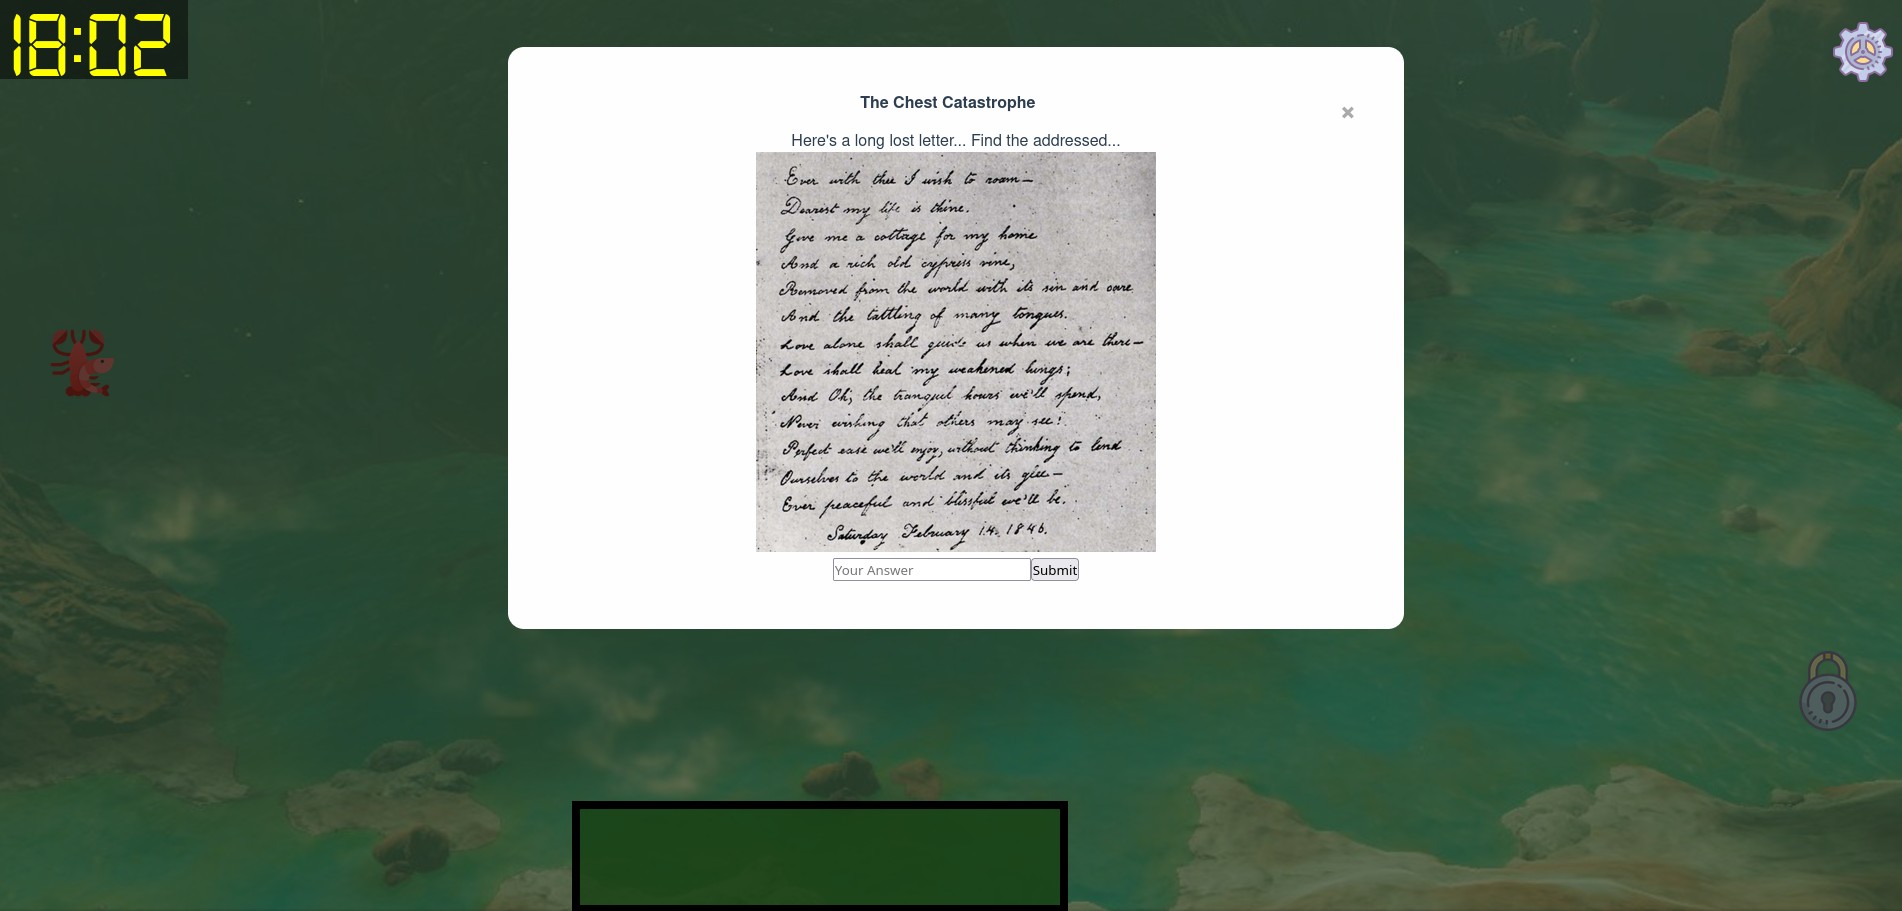 18:02
The Chest Catastrophe
×
Here's a long lost letter... Find the addressed...
Ever with thee I wish to roam—
Dearest my life is thine.
Give me a cottage for my home
And a rich old cypress vine,
Removed from the world with its sin and care
And the tattling of many tongues.
Love alone shall guide us when we are there—
Love shall heal my weakened lungs;
And Oh, the tranquil hours we'll spend,
Never wishing that others may see!
Perfect ease we'll enjoy, without thinking to lend
Ourselves to the world and its glee—
Ever peaceful and blissful we'll be.
Saturday February 14. 1846.
Your Answer Submit